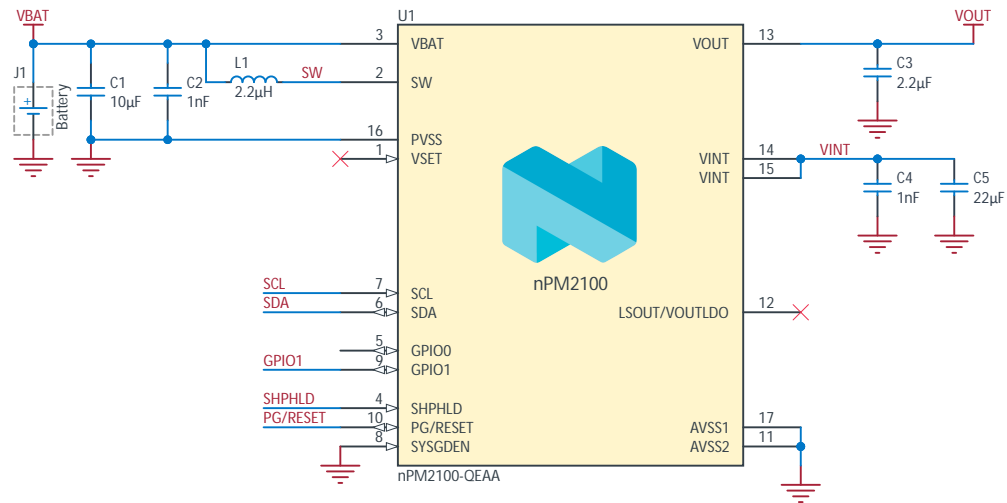 VBAT
U1
VOUT
3
VBAT
VOUT
13
J1
C1
10µF
C2
1nF
L1
2.2µH
SW
2
SW
C3
2.2µF
+
Battery
16
PVSS
1
VSET
VINT
14
VINT
15
VINT
C4
1nF
C5
22µF
nPM2100
SCL
7
SCL
SDA
6
SDA
LSOUT/VOUTLDO
12
5
GPIO0
GPIO1
9
GPIO1
SHPHLD
4
SHPHLD
PG/RESET
10
PG/RESET
8
SYSGDEN
AVSS1
17
AVSS2
11
nPM2100-QEAA